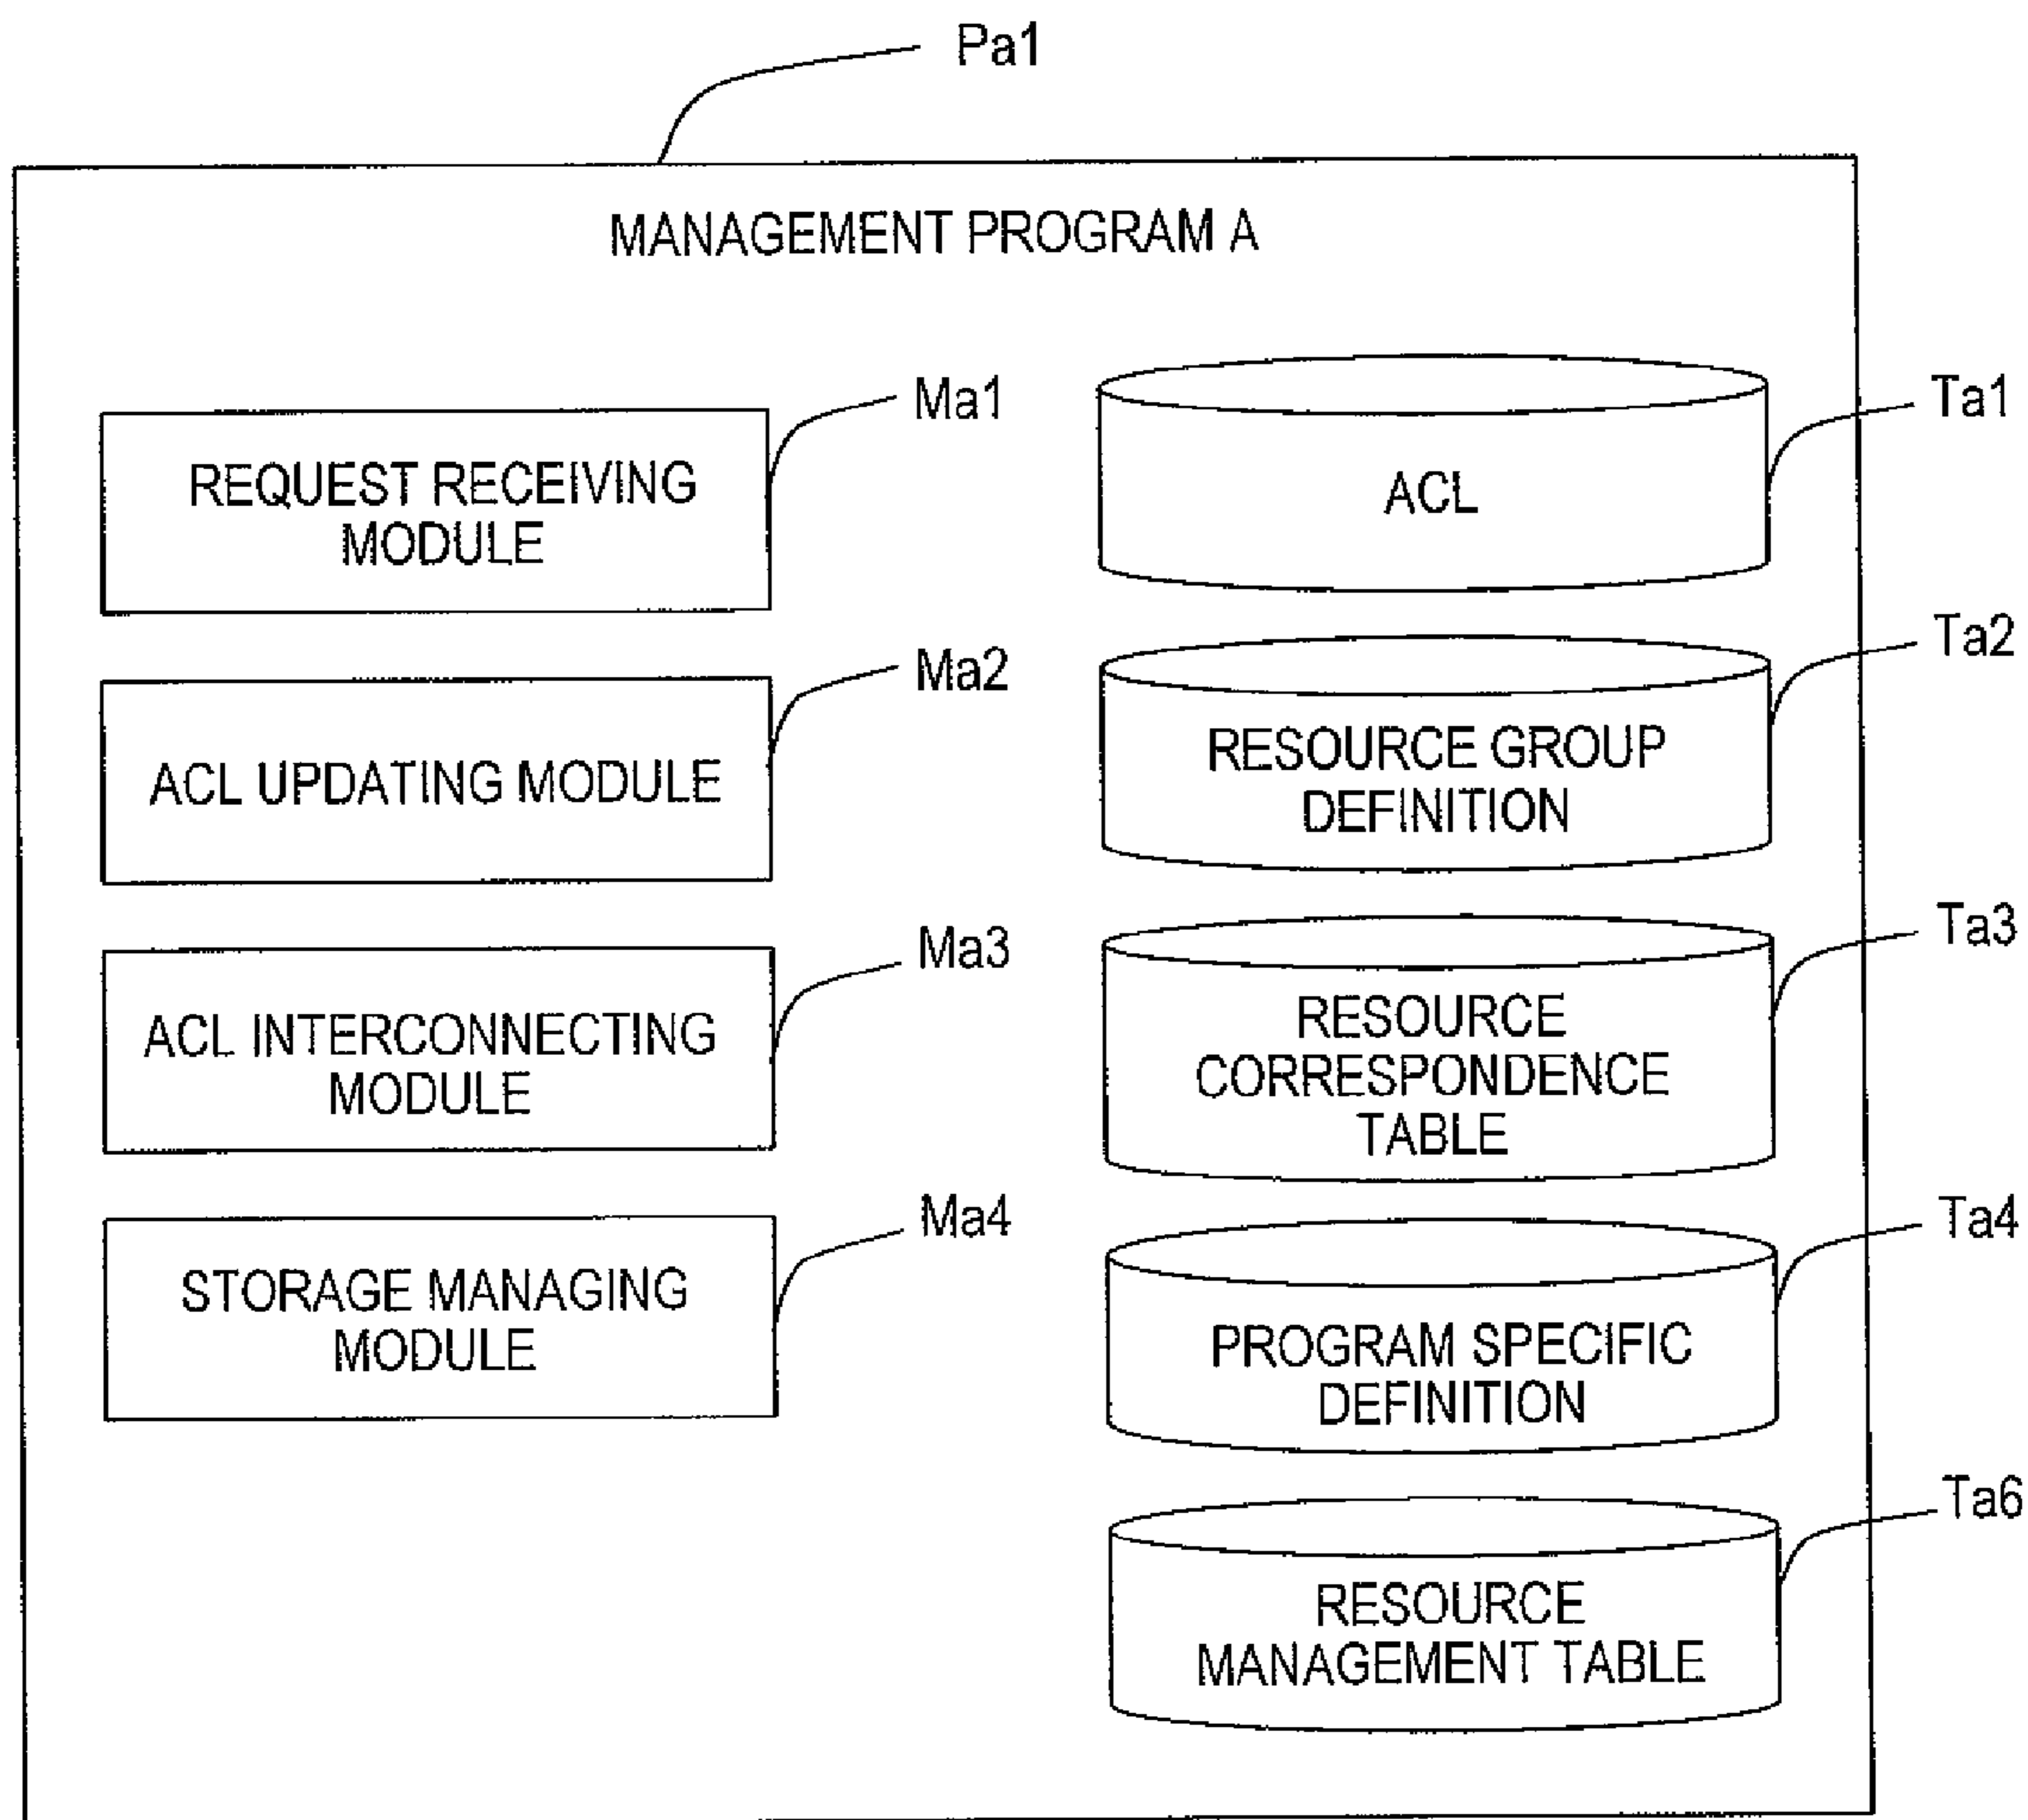 Pa1
MANAGEMENT PROGRAM A
Ma1
REQUEST RECEIVING
MODULE
Ma2
ACL UPDATING MODULE
Ma3
ACL INTERCONNECTING
MODULE
Ma4
STORAGE MANAGING
MODULE
Ta1
ACL
Ta2
RESOURCE GROUP
DEFINITION
Ta3
RESOURCE
CORRESPONDENCE
TABLE
Ta4
PROGRAM SPECIFIC
DEFINITION
Ta6
RESOURCE
MANAGEMENT TABLE